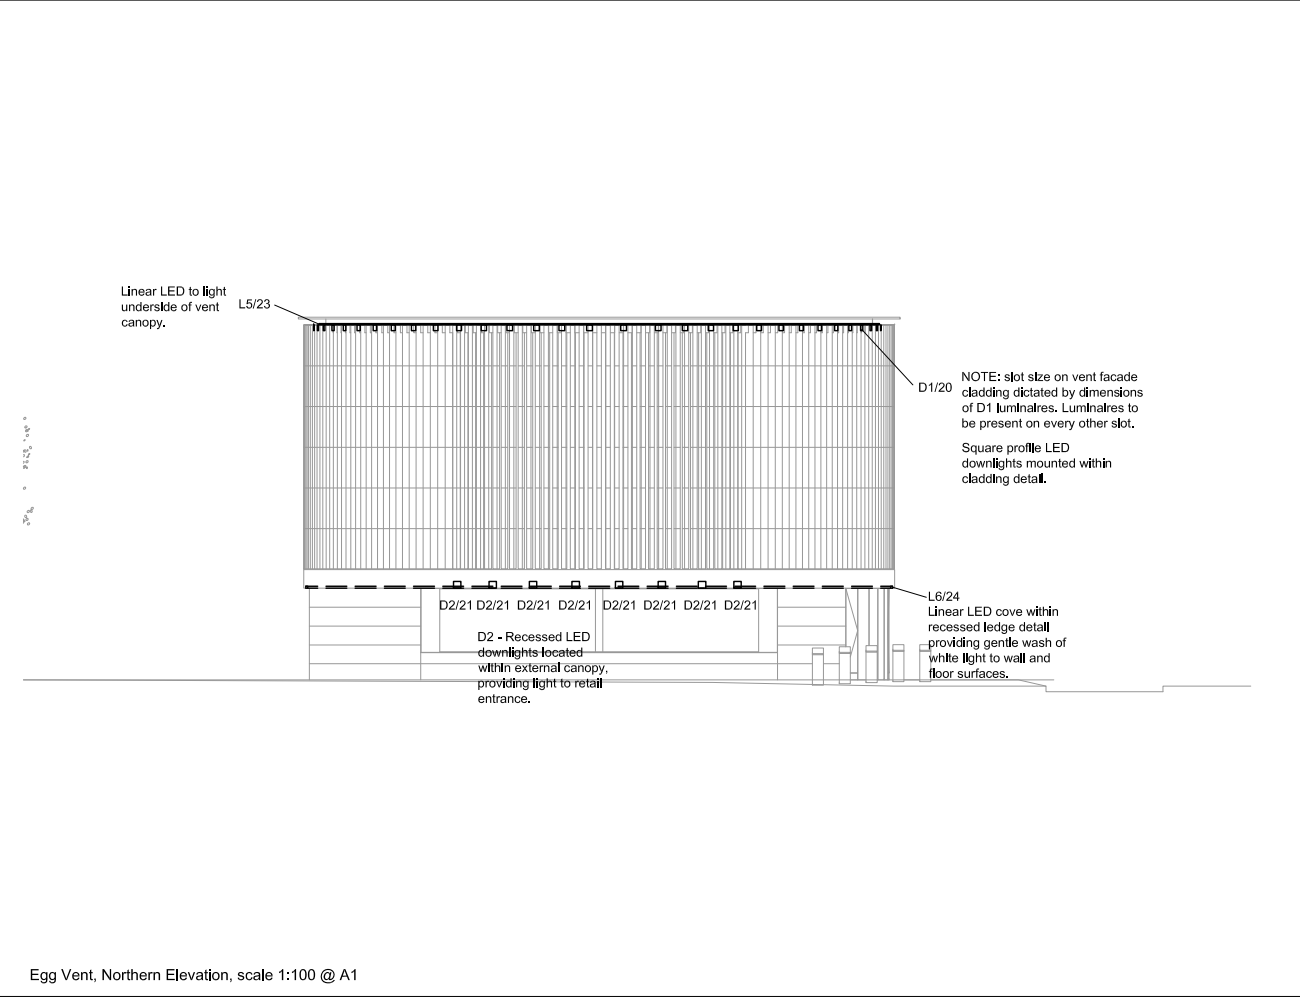 Linear LED to light
underside of vent
canopy.
L5/23
D1/20
NOTE: slot size on vent facade
cladding dictated by dimensions
of D1 luminaires. Luminaires to
be present on every other slot.
Square profile LED
downlights mounted within
cladding detail.
D2/21 D2/21 D2/21 D2/21 D2/21 D2/21 D2/21 D2/21
L6/24
Linear LED cove within
recessed ledge detail
providing gentle wash of
white light to wall and
floor surfaces.
D2 - Recessed LED
downlights located
within external canopy,
providing light to retail
entrance.
Egg Vent, Northern Elevation, scale 1:100 @ A1